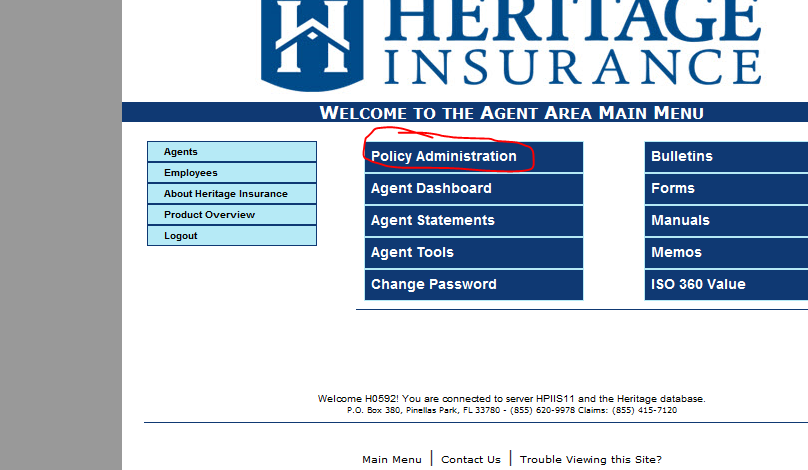 HERITAGE
INSURANCE
WELCOME TO THE AGENT AREA MAIN MENU
Agents
Employees
About Heritage Insurance
Product Overview
Logout
Policy Administration
Agent Dashboard
Agent Statements
Agent Tools
Change Password
Bulletins
Forms
Manuals
Memos
ISO 360 Value
Welcome H0592! You are connected to server HPIIS11 and the Heritage database.
P.O. Box 380, Pinellas Park, FL 33780 - (855) 620-9978 Claims: (855) 415-7120
Main Menu | Contact Us | Trouble Viewing this Site?